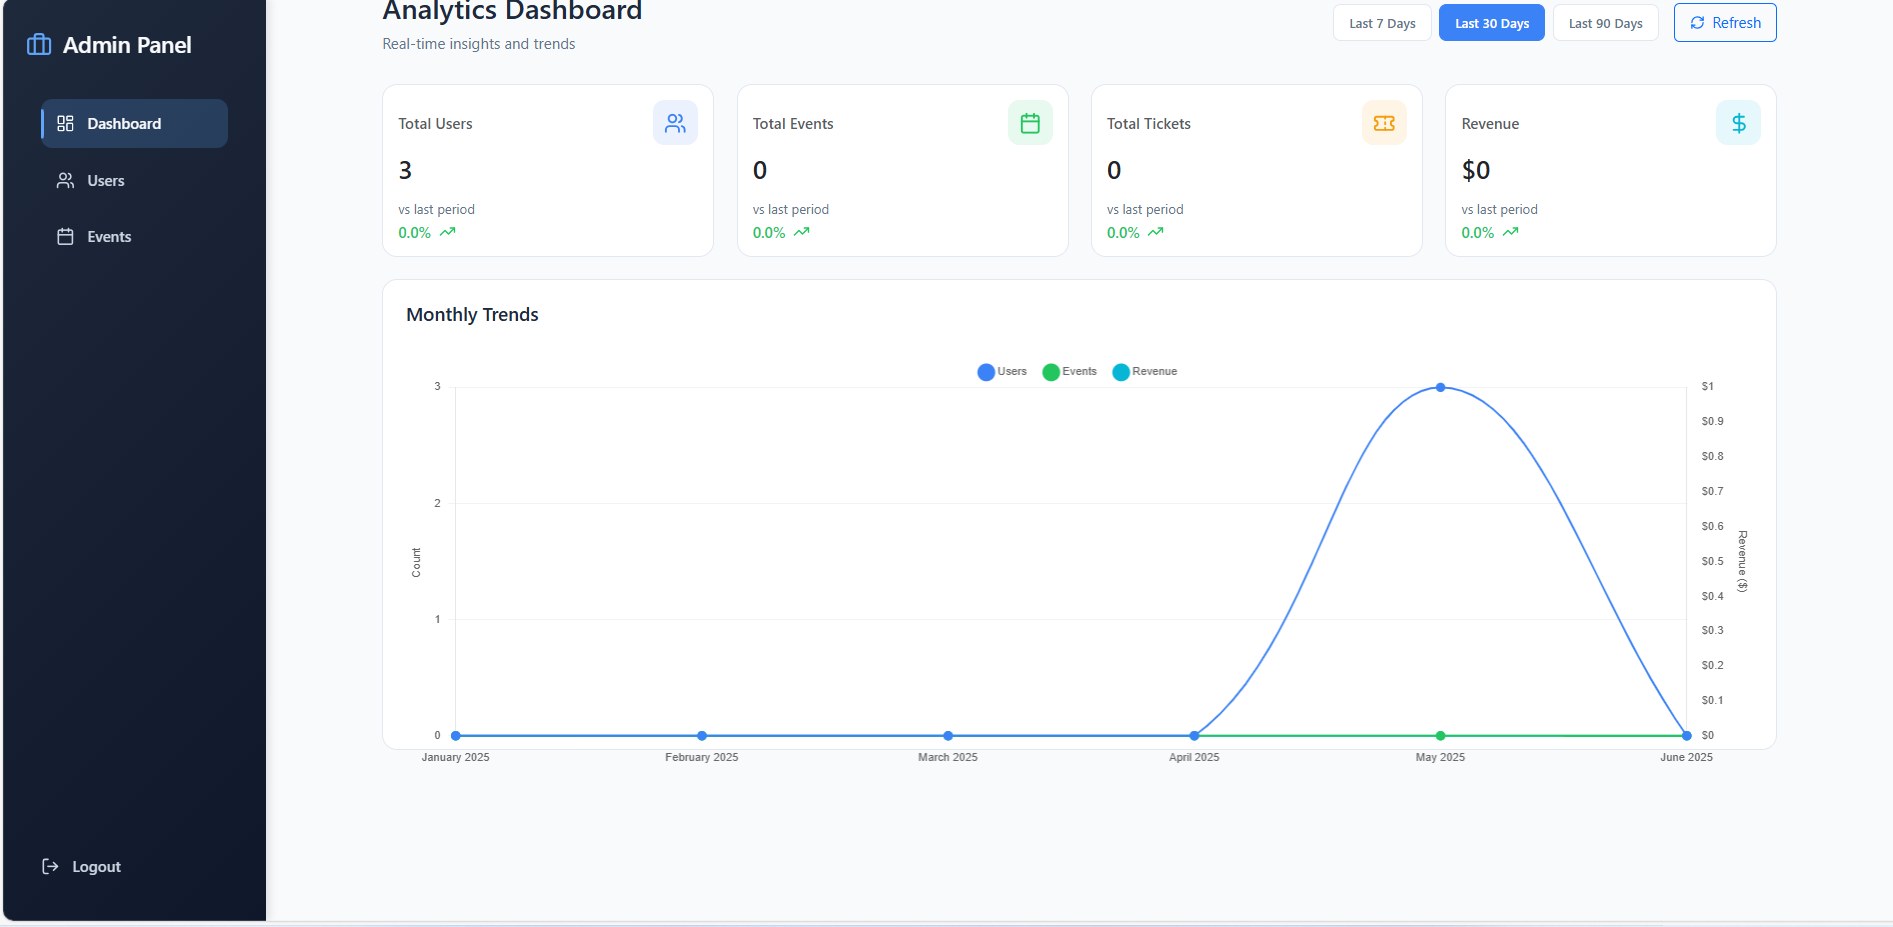 Admin Panel
Dashboard
Users
Events
Logout
Analytics Dashboard
Real-time insights and trends
Last 7 Days
Last 30 Days
Last 90 Days
Refresh
Total Users
3
vs last period
0.0%
Total Events
0
vs last period
0.0%
Total Tickets
0
vs last period
0.0%
Revenue
$0
vs last period
0.0%
Monthly Trends
Users
Events
Revenue
3
2
1
0
Count
$1
$0.9
$0.8
$0.7
$0.6
$0.5
$0.4
$0.3
$0.2
$0.1
$0
Revenue ($)
January 2025
February 2025
March 2025
April 2025
May 2025
June 2025